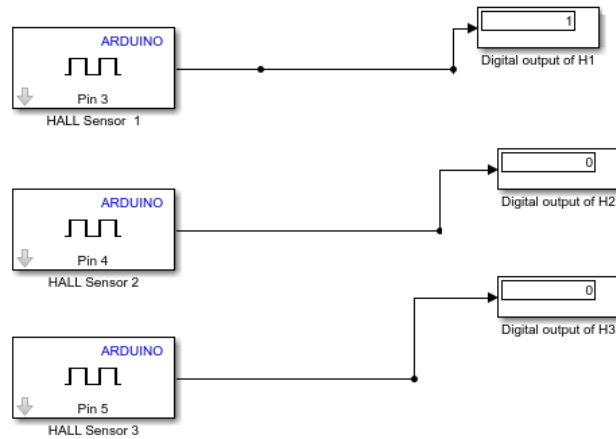 ARDUINO
Pin 3
HALL Sensor 1
1
Digital output of H1
ARDUINO
Pin 4
HALL Sensor 2
0
Digital output of H2
ARDUINO
Pin 5
HALL Sensor 3
0
Digital output of H3